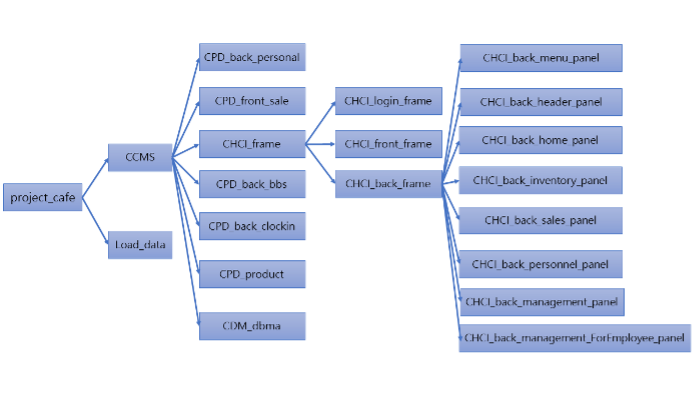 project_cafe
CCMS
Load_data
CPD_back_personal
CPD_front_sale
CHCI_frame
CPD_back_bbs
CPD_back_clockin
CPD_product
CDM_dbma
CHCI_login_frame
CHCI_front_frame
CHCI_back_frame
CHCI_back_menu_panel
CHCI_back_header_panel
CHCI_back_home_panel
CHCI_back_inventory_panel
CHCI_back_sales_panel
CHCI_back_personnel_panel
CHCI_back_management_panel
CHCI_back_management_ForEmployee_panel